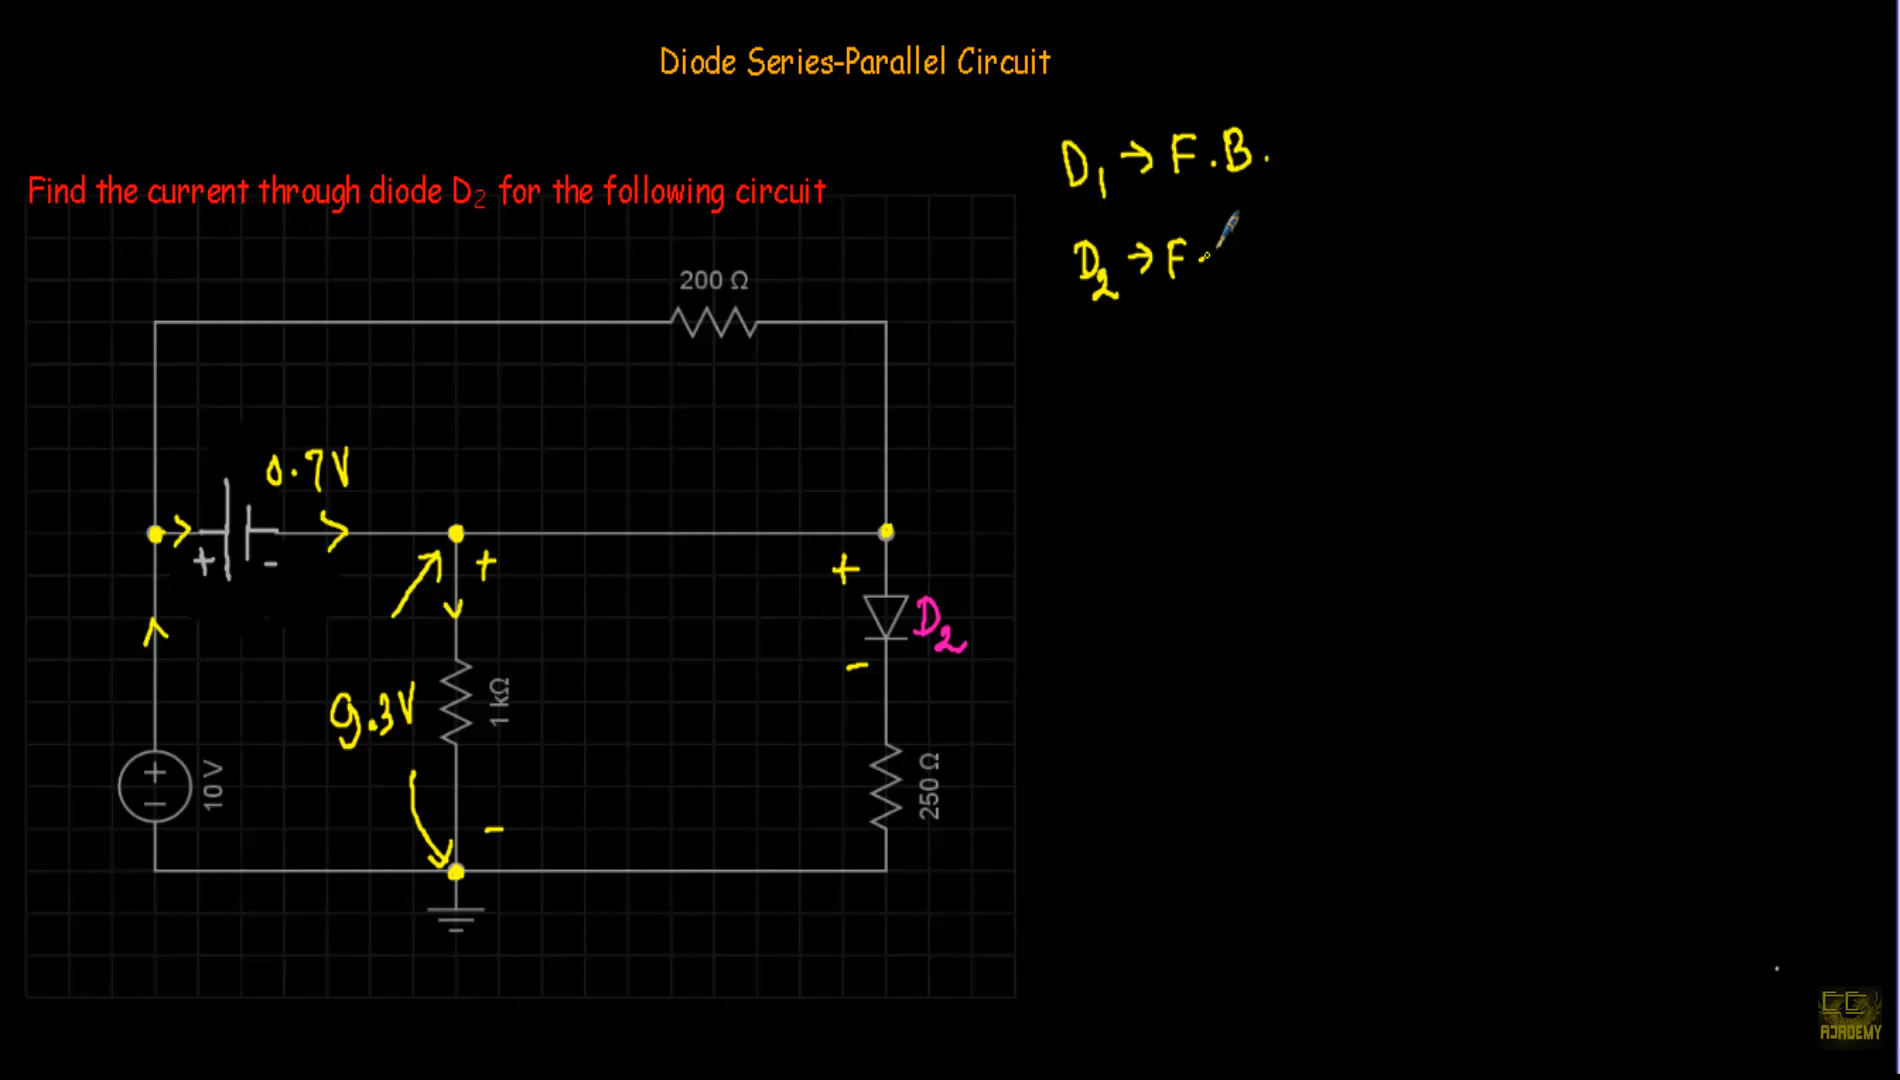 Diode Series-Parallel Circuit
D1 → F.B.
Find the current through diode D2 for the following circuit
D2 → F.
200 Ω
0.7V
+ -
+
+
D2
-
9.3V
1 kΩ
+
-
10 V
250 Ω
-
EE
ACADEMY